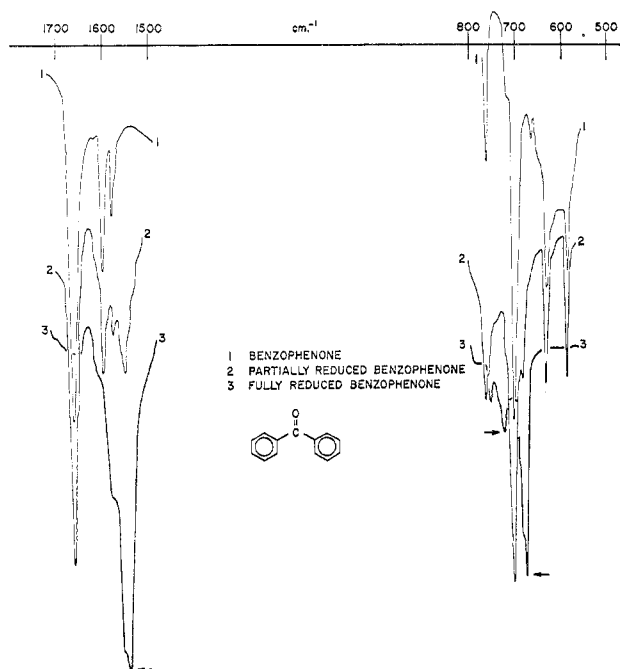 1700 1600 1500 cm.⁻¹ 800 700 600 500
1
1
1
1
2
2
2
2
3
3
3
3
1 BENZOPHENONE
2 PARTIALLY REDUCED BENZOPHENONE
3 FULLY REDUCED BENZOPHENONE
O
C